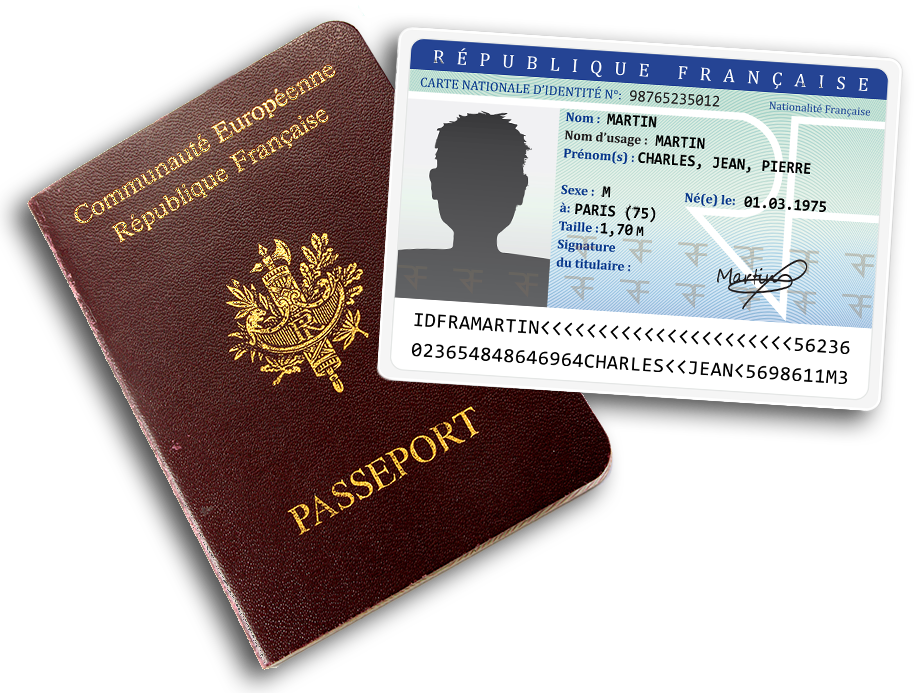 Communauté Européenne
République Française
RF
PASSEPORT
RÉPUBLIQUE FRANÇAISE
CARTE NATIONALE D'IDENTITÉ N°: 98765235012 Nationalité Française
Nom : MARTIN
Nom d'usage : MARTIN
Prénom(s) : CHARLES, JEAN, PIERRE
Sexe : M Né(e) le: 01.03.1975
à: PARIS (75)
Taille : 1,70 M
Signature
du titulaire :
Martin
RF
IDFRAMARTIN<<<<<<<<<<<<<<<<<<<<<<56236
023654848646964CHARLES<<JEAN<5698611M3